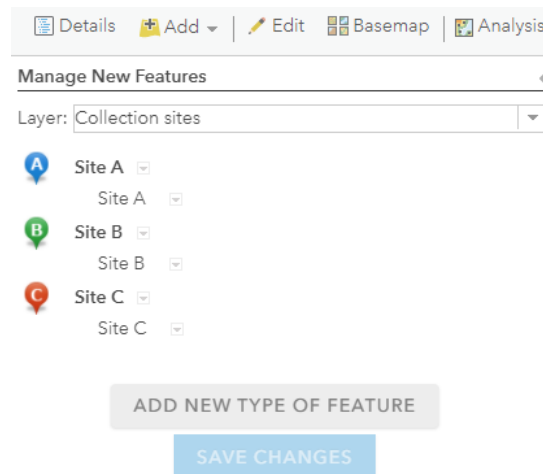 Details Add Edit Basemap Analysis
Manage New Features
Layer: Collection sites
A Site A
Site A
B Site B
Site B
C Site C
Site C
ADD NEW TYPE OF FEATURE
SAVE CHANGES